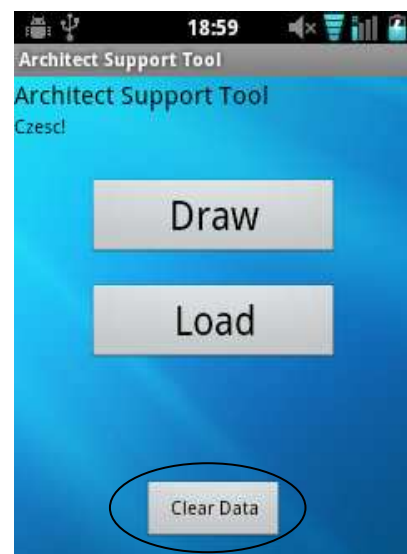 18:59
Architect Support Tool
Architect Support Tool
Czesc!
Draw
Load
Clear Data